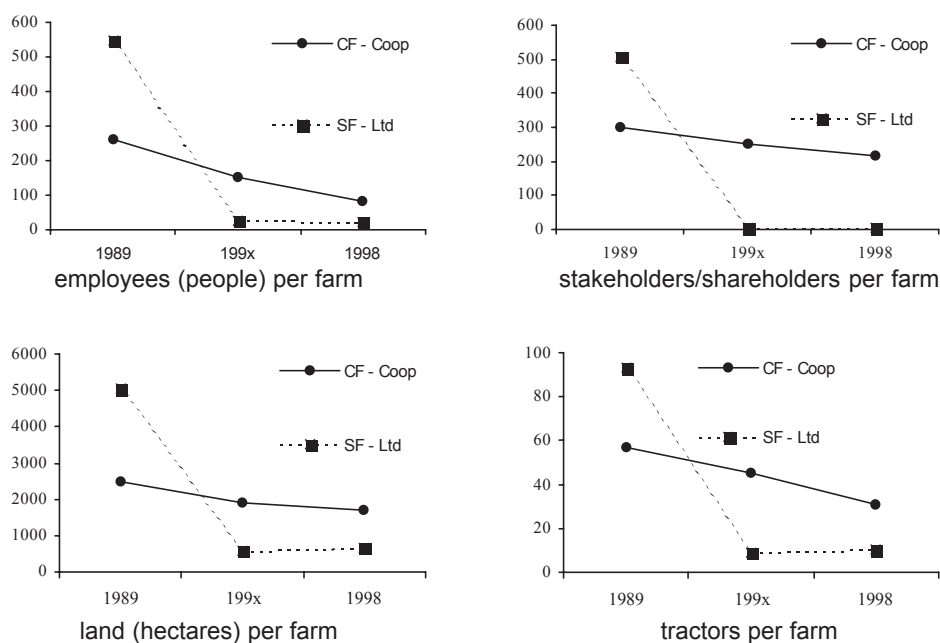 600
500
400
300
200
100
0
CF - Coop
SF - Ltd
1989 199x 1998
employees (people) per farm
600
500
400
300
200
100
0
CF - Coop
SF - Ltd
1989 199x 1998
stakeholders/shareholders per farm
6000
5000
4000
3000
2000
1000
0
CF - Coop
SF - Ltd
1989 199x 1998
land (hectares) per farm
100
80
60
40
20
0
CF - Coop
SF - Ltd
1989 199x 1998
tractors per farm